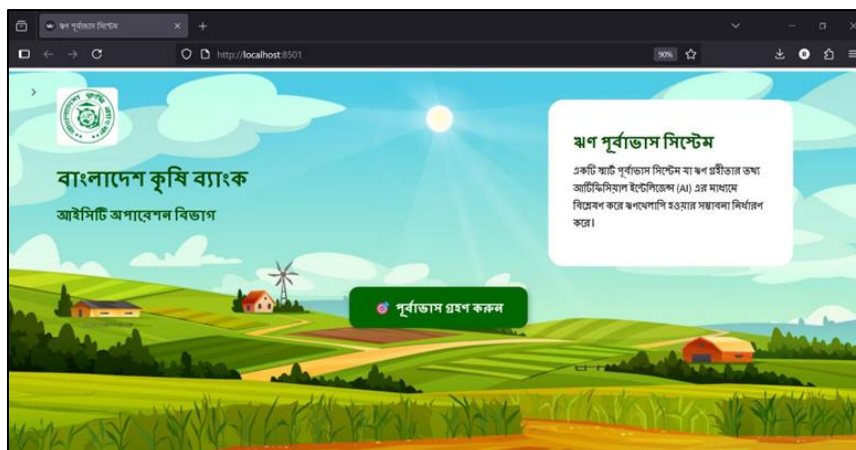 ঋণ পূর্বাভাস সিস্টেম
http://localhost:8501
90%
বাংলাদেশ কৃষি ব্যাংক
আইসিটি অপারেশন বিভাগ
ঋণ পূর্বাভাস সিস্টেম
একটি স্মার্ট পূর্বাভাস সিস্টেম যা ঋণ গ্রহীতার তথ্য
আর্টিফিসিয়াল ইন্টেলিজেন্স (AI) এর মাধ্যমে
বিশ্লেষণ করে ঋণখেলাপি হওয়ার সম্ভাবনা নির্ধারণ
করে।
পূর্বাভাস গ্রহণ করুন